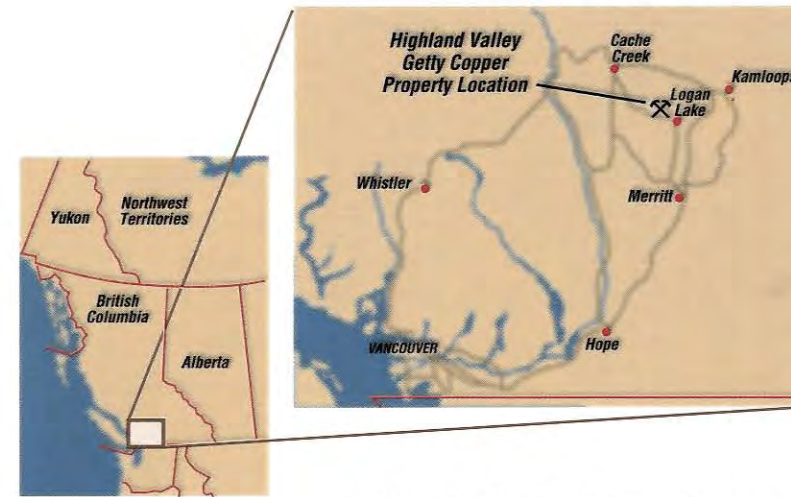 Highland Valley
Getty Copper
Property Location
Cache
Creek
Kamloops
Logan
Lake
Whistler
Merritt
VANCOUVER
Hope
Yukon
Northwest
Territories
British
Columbia
Alberta